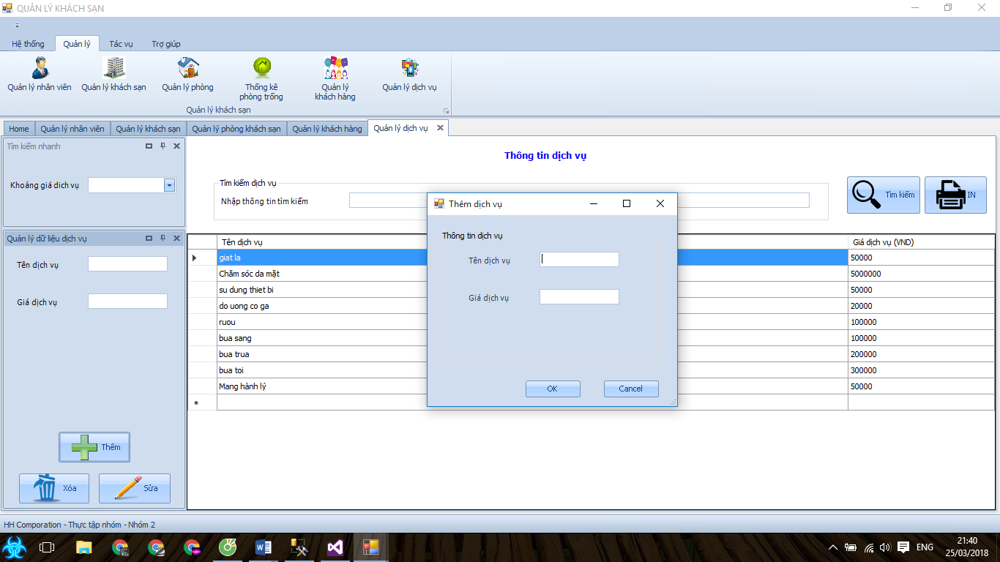 QUẢN LÝ KHÁCH SẠN
Hệ thống
Quản lý
Tác vụ
Trợ giúp
Quản lý nhân viên
Quản lý khách sạn
Quản lý phòng
Thống kê
phòng trống
Quản lý
khách hàng
Quản lý dịch vụ
Quản lý khách sạn
Home
Quản lý nhân viên
Quản lý khách sạn
Quản lý phòng khách sạn
Quản lý khách hàng
Quản lý dịch vụ
Tìm kiếm nhanh
Khoảng giá dich vụ
Quản lý dữ liệu dịch vụ
Tên dịch vụ
Giá dịch vụ
Thêm
Xóa
Sửa
Thông tin dịch vụ
Tìm kiếm dịch vụ
Nhập thông tin tìm kiếm
Tìm kiếm
IN
Tên dịch vụ
Giá dịch vụ (VND)
giat la
50000
Chăm sóc da mặt
5000000
su dung thiet bi
50000
do uong co ga
20000
ruou
100000
bua sang
100000
bua trua
200000
bua toi
300000
Mang hành lý
50000
Thêm dịch vụ
Thông tin dịch vụ
Tên dịch vụ
Giá dịch vụ
OK
Cancel
HH Comporation - Thực tập nhóm - Nhóm 2
ENG
21:40
25/03/2018